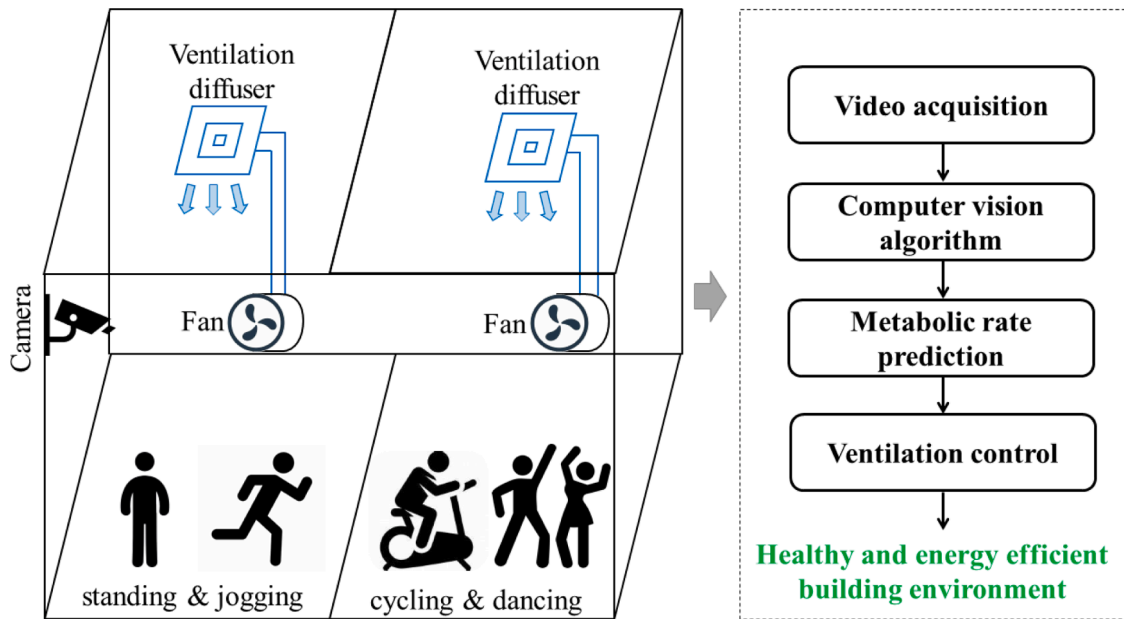 Ventilation
diffuser
Ventilation
diffuser
Camera
Fan
Fan
standing & jogging
cycling & dancing
Video acquisition
Computer vision
algorithm
Metabolic rate
prediction
Ventilation control
Healthy and energy efficient
building environment